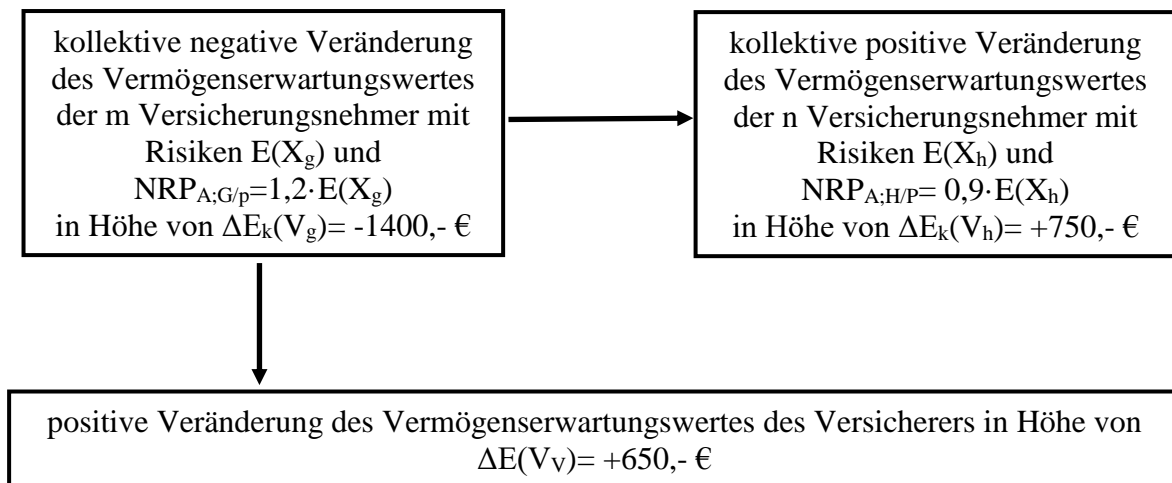 kollektive negative Veränderung
des Vermögenserwartungswertes
der m Versicherungsnehmer mit
Risiken E(Xg) und
NRPA;G/p=1,2·E(Xg)
in Höhe von ΔEk(Vg)= -1400,- €
kollektive positive Veränderung
des Vermögenserwartungswertes
der n Versicherungsnehmer mit
Risiken E(Xh) und
NRPA;H/P= 0,9·E(Xh)
in Höhe von ΔEk(Vh)= +750,- €
positive Veränderung des Vermögenserwartungswertes des Versicherers in Höhe von
ΔE(VV)= +650,- €